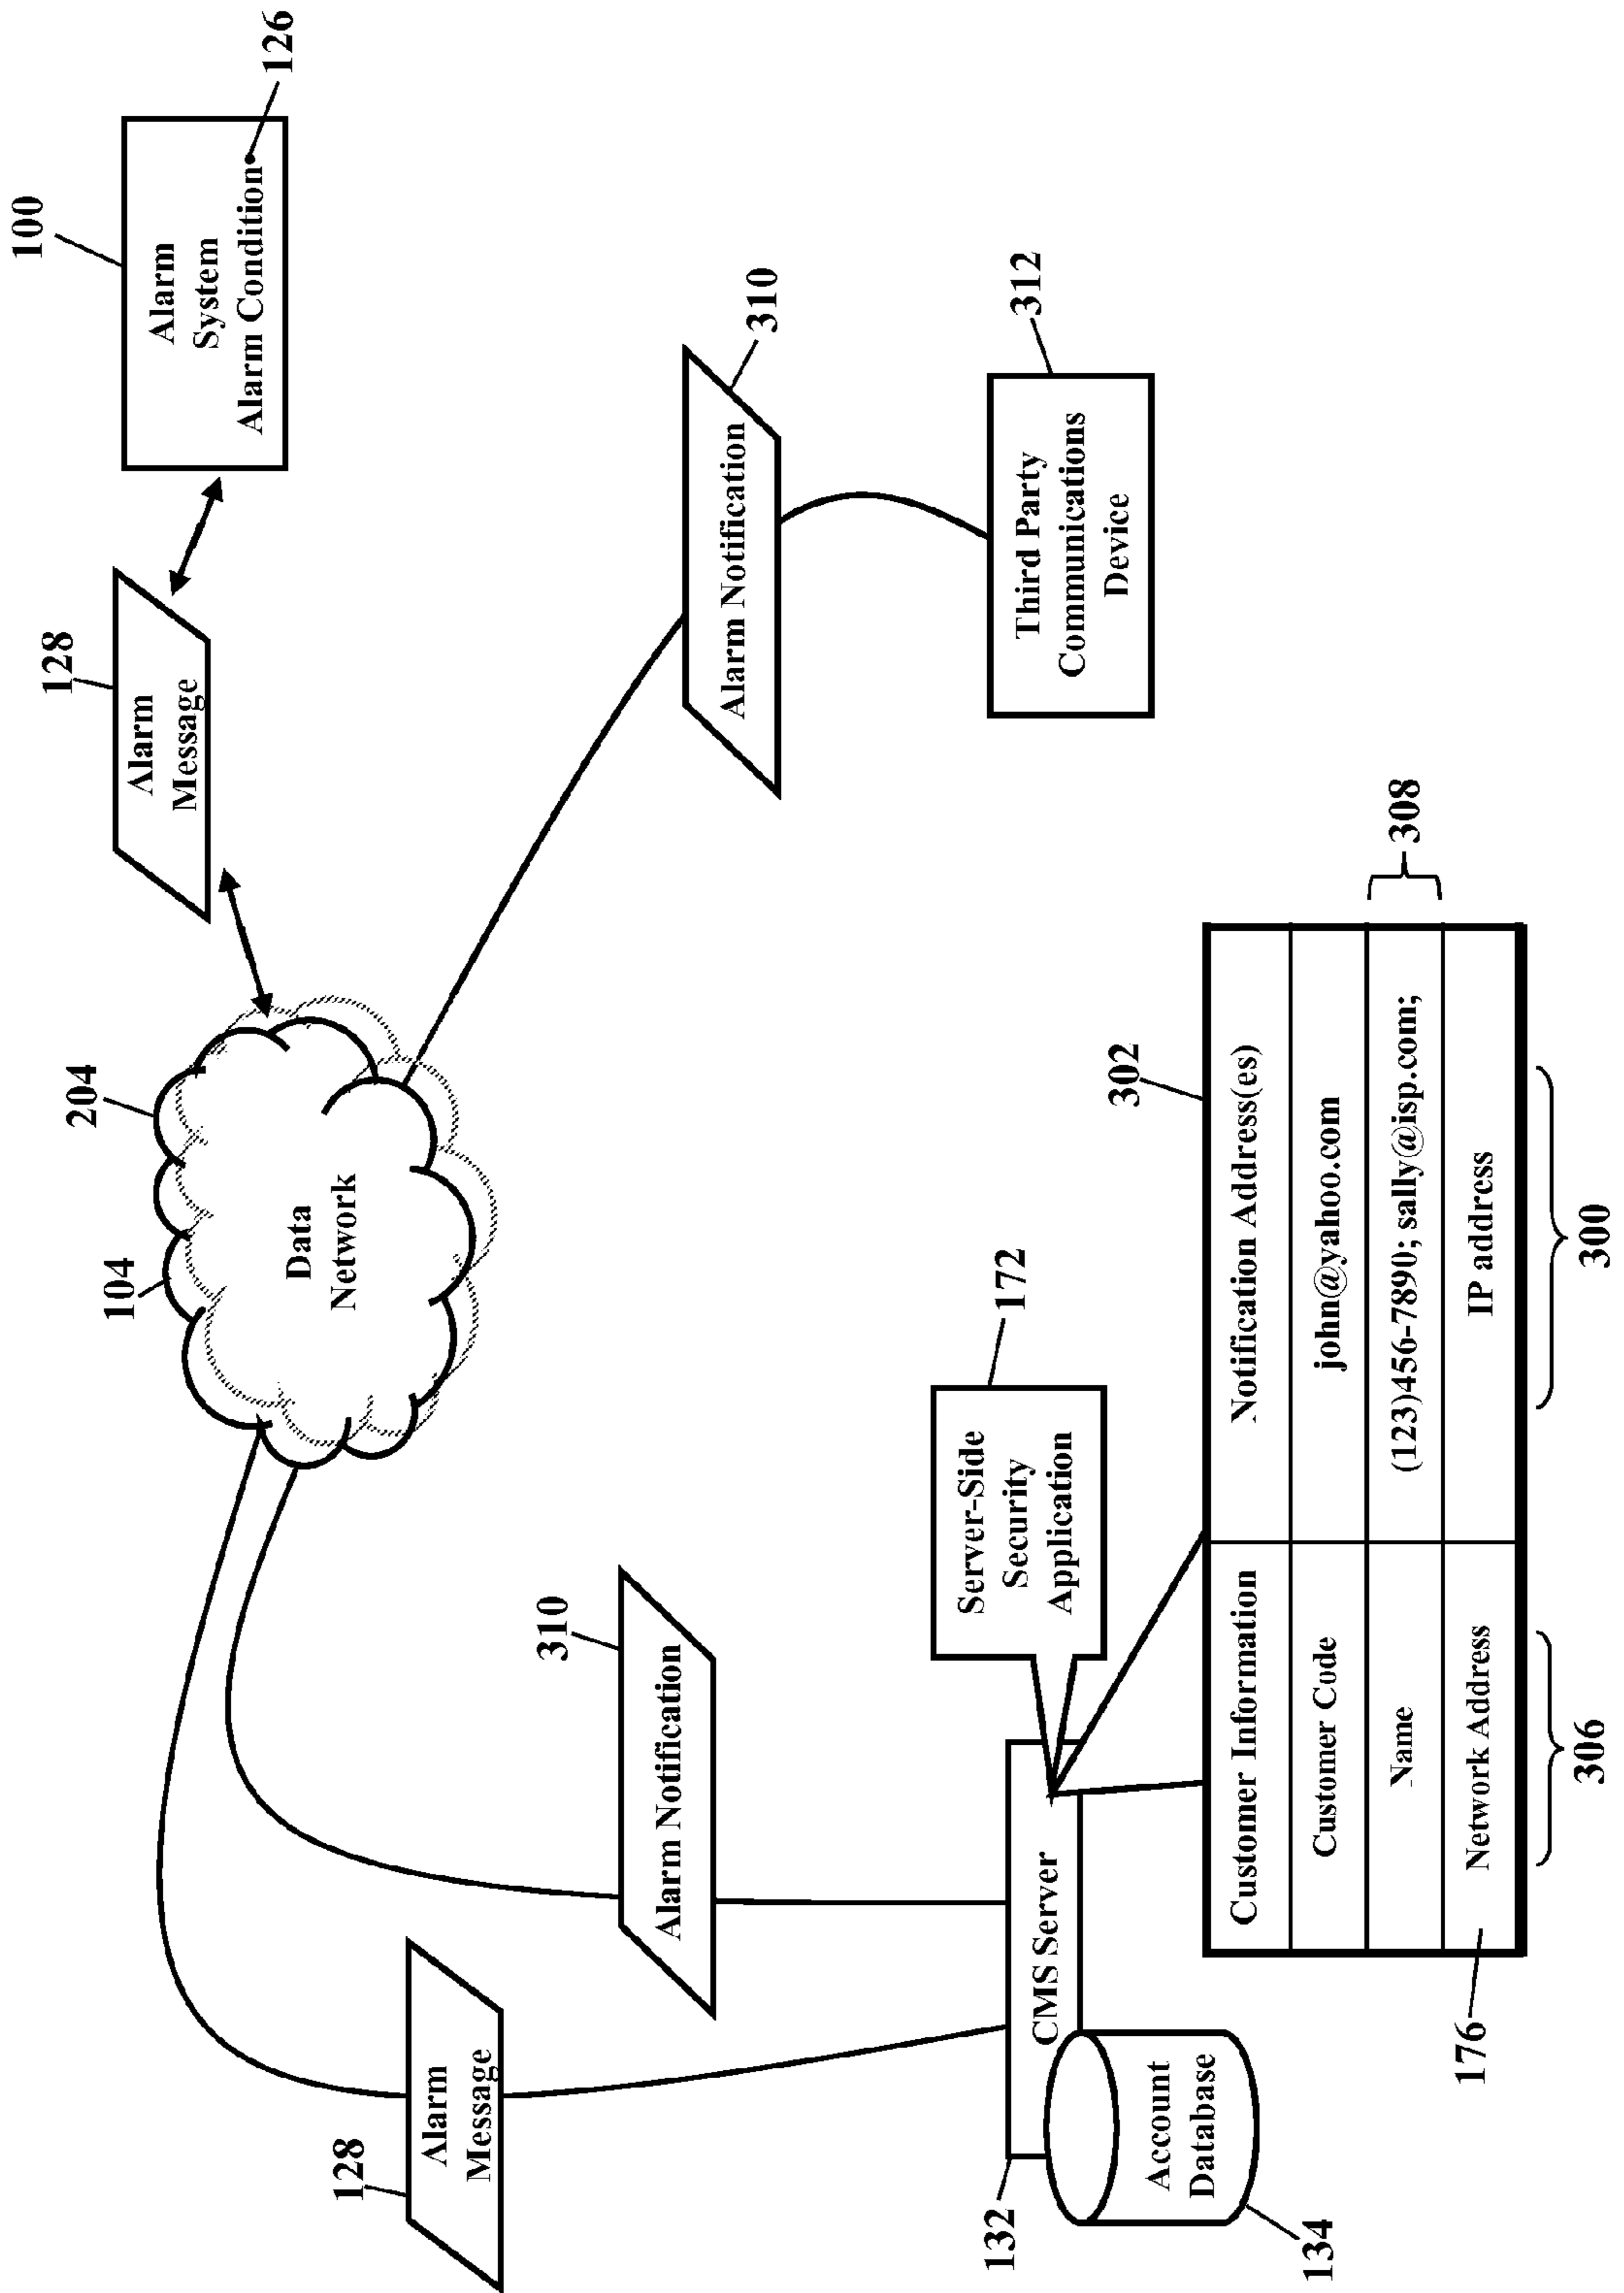 100
Alarm
System
Alarm Condition
126
128
Alarm
Message
204
104
Data
Network
310
Alarm Notification
312
Third Party
Communications
Device
128
Alarm
Message
310
Alarm Notification
172
Server-Side
Security
Application
132
CMS Server
Account
Database
134
302
Customer Information
Notification Address(es)
Customer Code
john@yahoo.com
Name
(123)456-7890; sally@isp.com;
308
Network Address
IP address
176
306
300